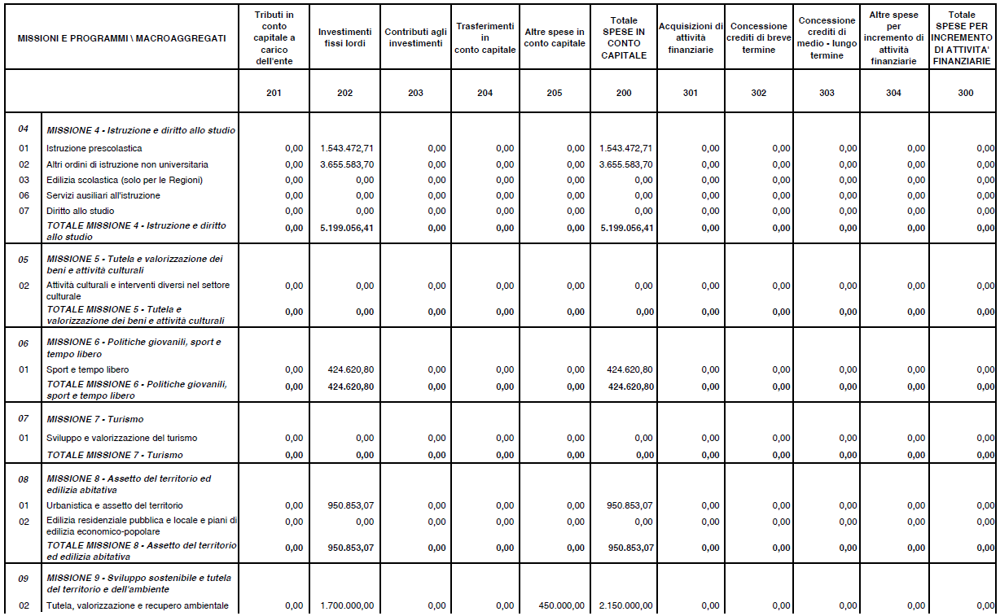 MISSIONI E PROGRAMMI \ MACROAGGREGATI
Tributi in
conto
capitale a
carico
dell'ente
Investimenti
fissi lordi
Contributi agli
investimenti
Trasferimenti
in
conto capitale
Altre spese in
conto capitale
Totale
SPESE IN
CONTO
CAPITALE
Acquisizioni di
attività
finanziarie
Concessione
crediti di breve
termine
Concessione
crediti di
medio - lungo
termine
Altre spese
per
incremento di
attività
finanziarie
Totale
SPESE PER
INCREMENTO
DI ATTIVITA'
FINANZIARIE
201 202 203 204 205 200 301 302 303 304 300
04 MISSIONE 4 - Istruzione e diritto allo studio
01 Istruzione prescolastica 0,00 1.543.472,71 0,00 0,00 0,00 1.543.472,71 0,00 0,00 0,00 0,00 0,00
02 Altri ordini di istruzione non universitaria 0,00 3.655.583,70 0,00 0,00 0,00 3.655.583,70 0,00 0,00 0,00 0,00 0,00
03 Edilizia scolastica (solo per le Regioni) 0,00 0,00 0,00 0,00 0,00 0,00 0,00 0,00 0,00 0,00 0,00
06 Servizi ausiliari all'istruzione 0,00 0,00 0,00 0,00 0,00 0,00 0,00 0,00 0,00 0,00 0,00
07 Diritto allo studio 0,00 0,00 0,00 0,00 0,00 0,00 0,00 0,00 0,00 0,00 0,00
TOTALE MISSIONE 4 - Istruzione e diritto
allo studio
0,00 5.199.056,41 0,00 0,00 0,00 5.199.056,41 0,00 0,00 0,00 0,00 0,00
05 MISSIONE 5 - Tutela e valorizzazione dei
beni e attività culturali
02 Attività culturali e interventi diversi nel settore
culturale
0,00 0,00 0,00 0,00 0,00 0,00 0,00 0,00 0,00 0,00 0,00
TOTALE MISSIONE 5 - Tutela e
valorizzazione dei beni e attività culturali
0,00 0,00 0,00 0,00 0,00 0,00 0,00 0,00 0,00 0,00 0,00
06 MISSIONE 6 - Politiche giovanili, sport e
tempo libero
01 Sport e tempo libero 0,00 424.620,80 0,00 0,00 0,00 424.620,80 0,00 0,00 0,00 0,00 0,00
TOTALE MISSIONE 6 - Politiche giovanili,
sport e tempo libero
0,00 424.620,80 0,00 0,00 0,00 424.620,80 0,00 0,00 0,00 0,00 0,00
07 MISSIONE 7 - Turismo
01 Sviluppo e valorizzazione del turismo 0,00 0,00 0,00 0,00 0,00 0,00 0,00 0,00 0,00 0,00 0,00
TOTALE MISSIONE 7 - Turismo 0,00 0,00 0,00 0,00 0,00 0,00 0,00 0,00 0,00 0,00 0,00
08 MISSIONE 8 - Assetto del territorio ed
edilizia abitativa
01 Urbanistica e assetto del territorio 0,00 950.853,07 0,00 0,00 0,00 950.853,07 0,00 0,00 0,00 0,00 0,00
02 Edilizia residenziale pubblica e locale e piani di
edilizia economico-popolare
0,00 0,00 0,00 0,00 0,00 0,00 0,00 0,00 0,00 0,00 0,00
TOTALE MISSIONE 8 - Assetto del territorio
ed edilizia abitativa
0,00 950.853,07 0,00 0,00 0,00 950.853,07 0,00 0,00 0,00 0,00 0,00
09 MISSIONE 9 - Sviluppo sostenibile e tutela
del territorio e dell'ambiente
02 Tutela, valorizzazione e recupero ambientale 0,00 1.700.000,00 0,00 0,00 450.000,00 2.150.000,00 0,00 0,00 0,00 0,00 0,00